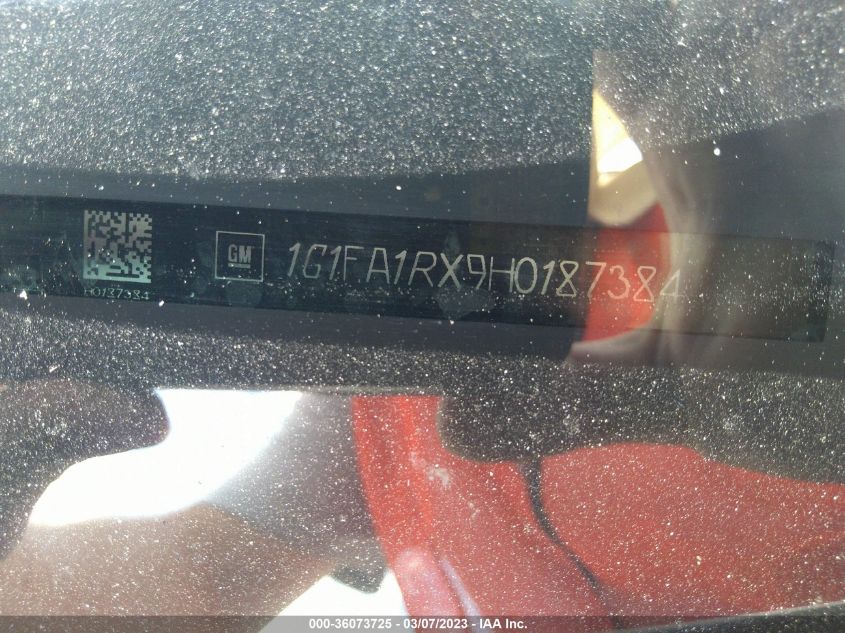 GM 1G1FA1RX9H0187384
H0187384
000-36073725 - 03/07/2023 - IAA Inc.